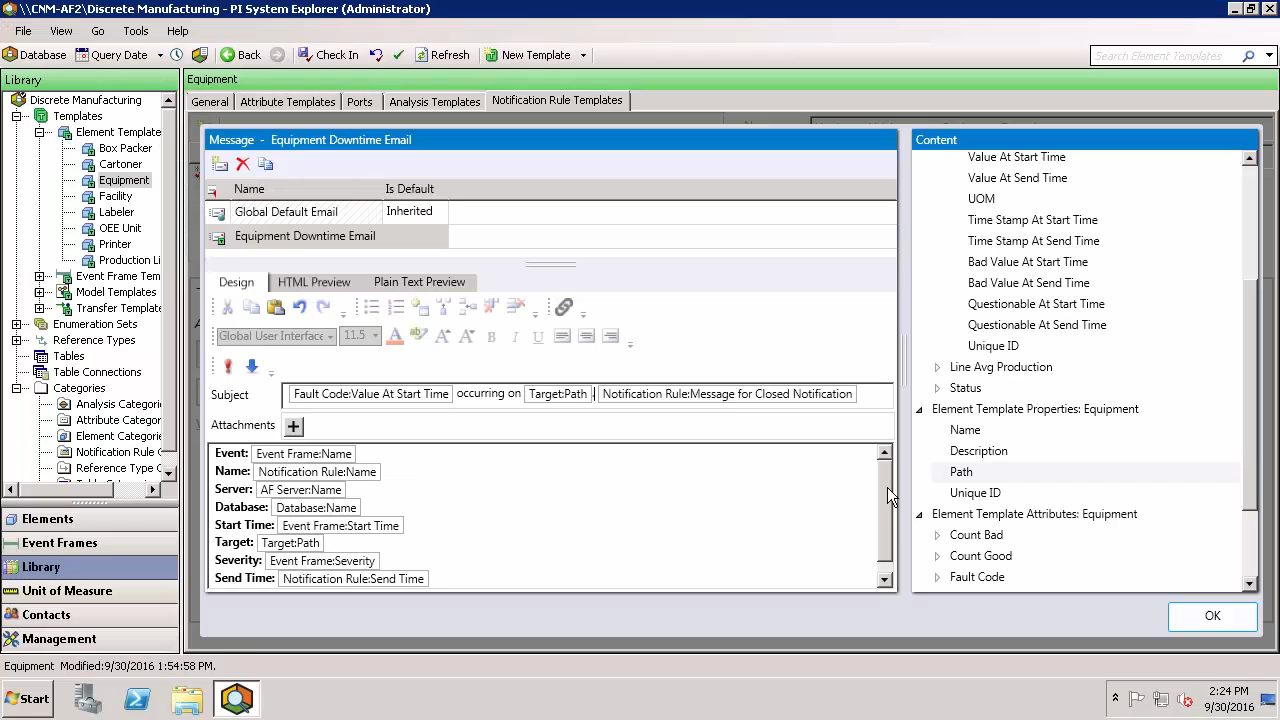 \\CNM-AF2\Discrete Manufacturing - PI System Explorer (Administrator)
File View Go Tools Help
Database Query Date Back Check In Refresh New Template Search Element Templates
Library
Discrete Manufacturing
Templates
Element Template
Box Packer
Cartoner
Equipment
Facility
Labeler
OEE Unit
Printer
Production Li
Event Frame Tem
Model Templates
Transfer Template
Enumeration Sets
Reference Types
Tables
Table Connections
Categories
Analysis Categorie
Attribute Categor
Element Categorie
Notification Rule C
Reference Type C
Elements
Event Frames
Library
Unit of Measure
Contacts
Management
Equipment
General Attribute Templates Ports Analysis Templates Notification Rule Templates
Message - Equipment Downtime Email
Name Is Default
Global Default Email Inherited
Equipment Downtime Email
Design HTML Preview Plain Text Preview
Global User Interface 11.5 A B I U
Subject Fault Code:Value At Start Time occurring on Target:Path . Notification Rule:Message for Closed Notification
Attachments
Event: Event Frame:Name
Name: Notification Rule:Name
Server: AF Server:Name
Database: Database:Name
Start Time: Event Frame:Start Time
Target: Target:Path
Severity: Event Frame:Severity
Send Time: Notification Rule:Send Time
Content
Value At Start Time
Value At Send Time
UOM
Time Stamp At Start Time
Time Stamp At Send Time
Bad Value At Start Time
Bad Value At Send Time
Questionable At Start Time
Questionable At Send Time
Unique ID
Line Avg Production
Status
Element Template Properties: Equipment
Name
Description
Path
Unique ID
Element Template Attributes: Equipment
Count Bad
Count Good
Fault Code
OK
Equipment Modified:9/30/2016 1:54:58 PM.
Start
2:24 PM
9/30/2016